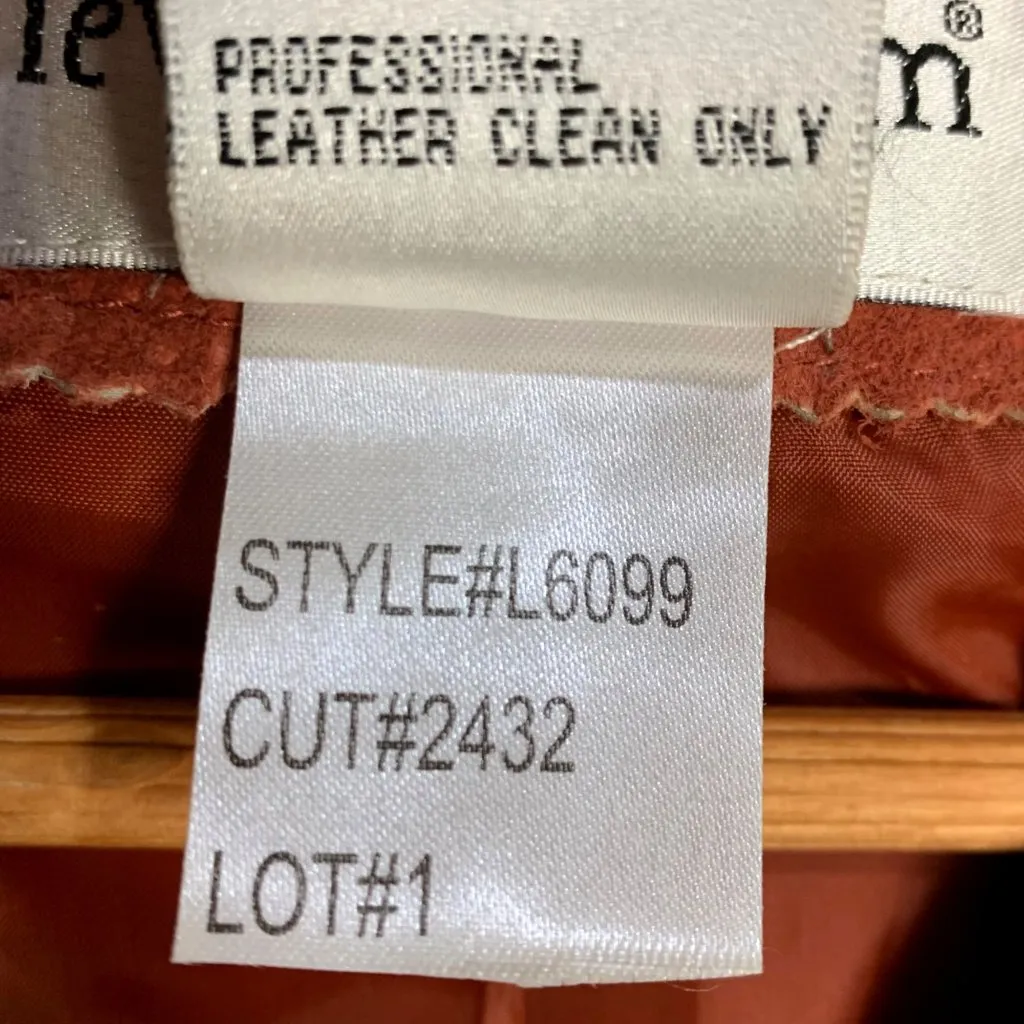 PROFESSIONAL
LEATHER CLEAN ONLY
STYLE#L6099
CUT#2432
LOT#1